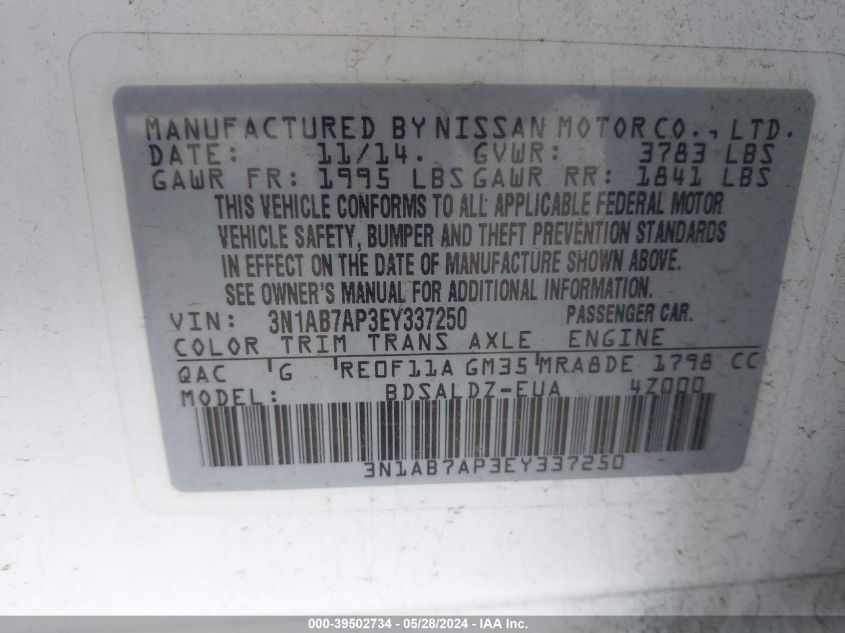 MANUFACTURED BY NISSAN MOTOR CO., LTD.
DATE: 11/14. GVWR: 3783 LBS
GAWR FR: 1995 LBS GAWR RR: 1841 LBS
THIS VEHICLE CONFORMS TO ALL APPLICABLE FEDERAL MOTOR
VEHICLE SAFETY, BUMPER AND THEFT PREVENTION STANDARDS
IN EFFECT ON THE DATE OF MANUFACTURE SHOWN ABOVE.
SEE OWNER'S MANUAL FOR ADDITIONAL INFORMATION.
VIN: 3N1AB7AP3EY337250 PASSENGER CAR.
COLOR TRIM TRANS AXLE ENGINE
QAC G RE0F11A GM35 MRA8DE 1798 CC
MODEL: BDSALDZ-EUA 4Z000
3N1AB7AP3EY337250
000-39502734 - 05/28/2024 - IAA Inc.